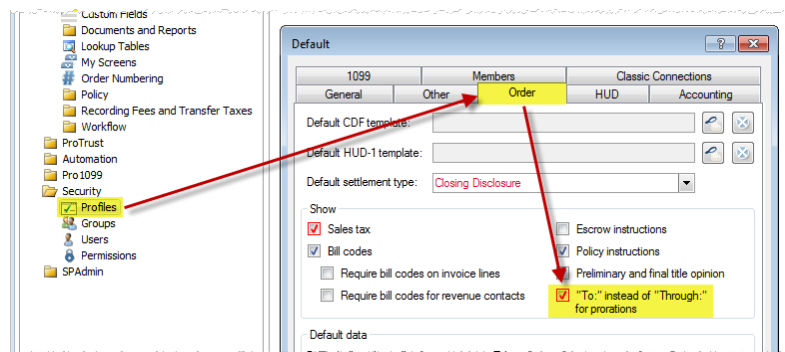 Custom Fields
Documents and Reports
Lookup Tables
My Screens
Order Numbering
Policy
Recording Fees and Transfer Taxes
Workflow
ProTrust
Automation
Pro1099
Security
Profiles
Groups
Users
Permissions
SPAdmin
Default
1099 Members Classic Connections
General Other Order HUD Accounting
Default CDF template:
Default HUD-1 template:
Default settlement type: Closing Disclosure
Show
Sales tax Escrow instructions
Bill codes Policy instructions
Require bill codes on invoice lines Preliminary and final title opinion
Require bill codes for revenue contacts "To:" instead of "Through:"
for prorations
Default data